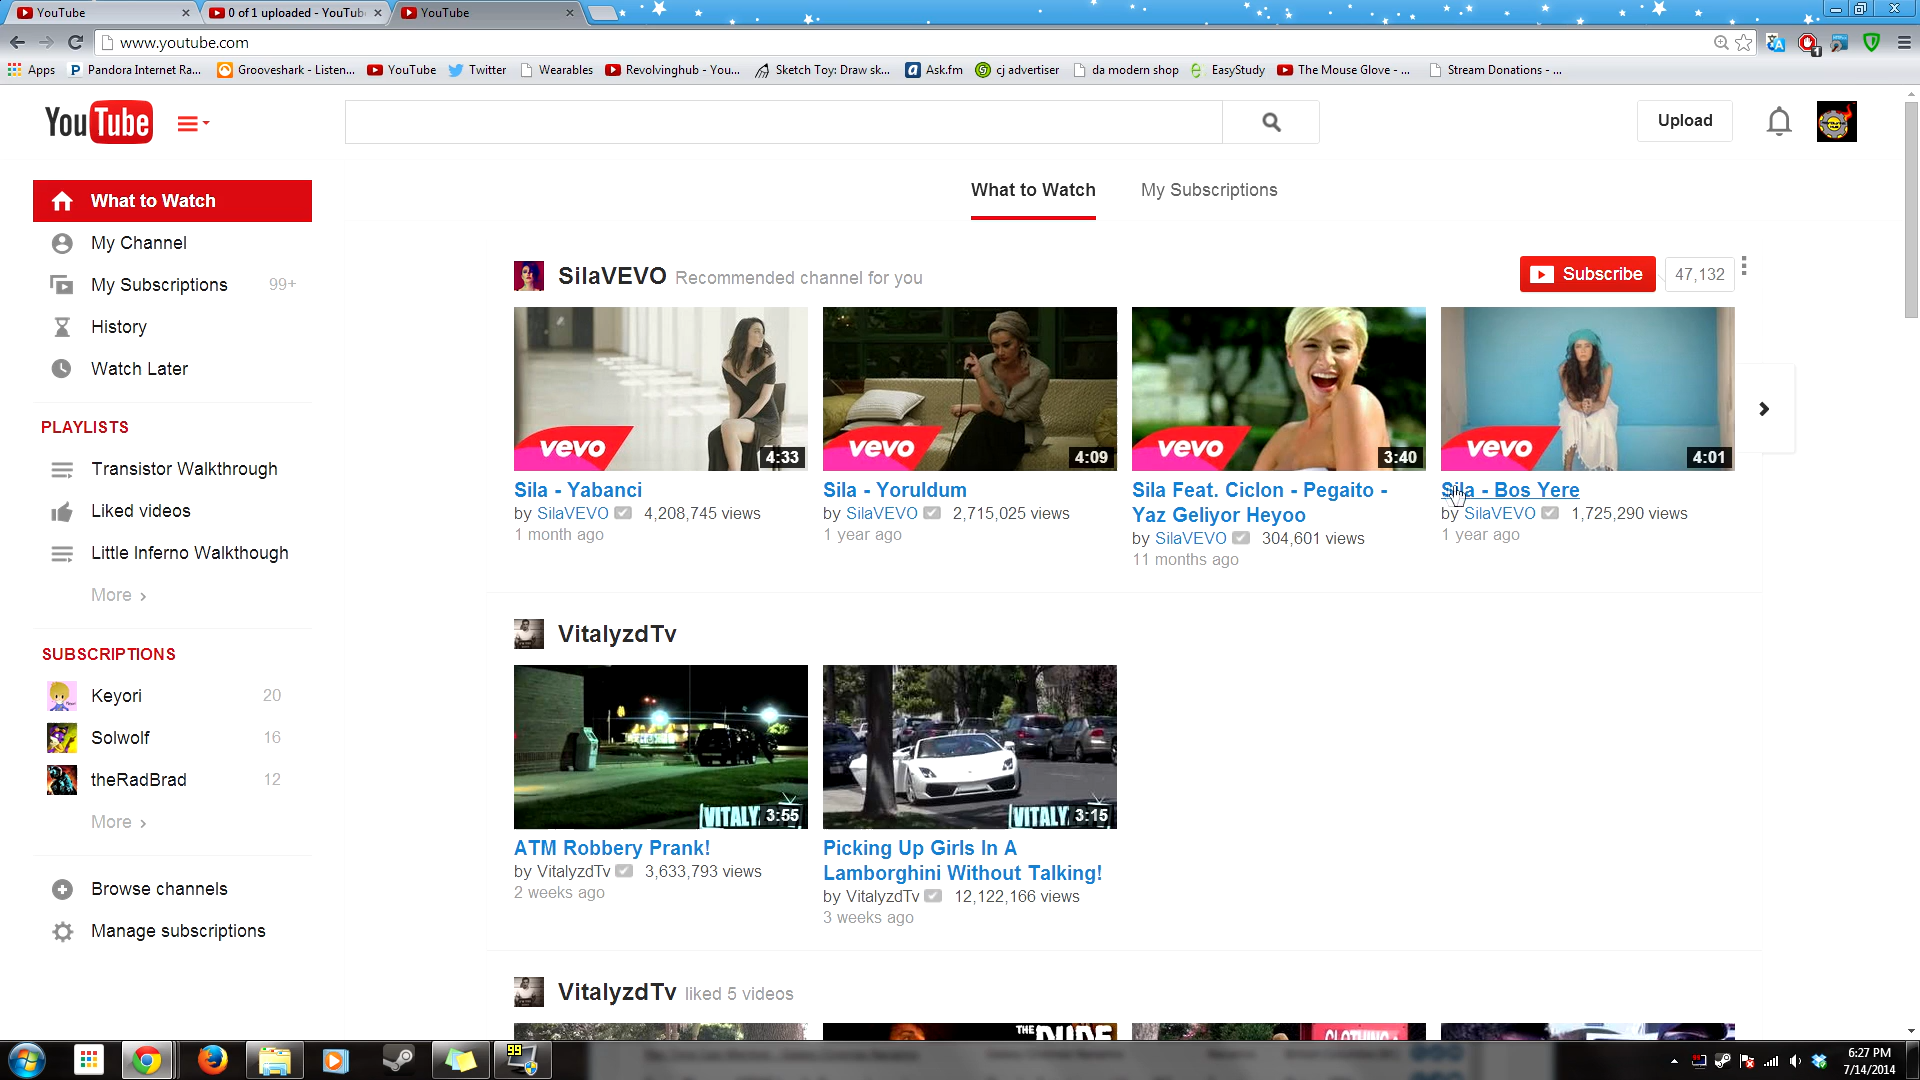 YouTube
0 of 1 uploaded - YouTub
YouTube
www.youtube.com
Apps
Pandora Internet Ra...
Grooveshark - Listen...
YouTube
Twitter
Wearables
Revolvinghub - You...
Sketch Toy: Draw sk...
Ask.fm
cj advertiser
da modern shop
EasyStudy
The Mouse Glove - ...
Stream Donations - ...
YouTube
Upload
What to Watch
My Channel
My Subscriptions 99+
History
Watch Later
PLAYLISTS
Transistor Walkthrough
Liked videos
Little Inferno Walkthough
More ›
SUBSCRIPTIONS
Keyori 20
Solwolf 16
theRadBrad 12
More ›
Browse channels
Manage subscriptions
What to Watch
My Subscriptions
SilaVEVO Recommended channel for you
Subscribe 47,132
vevo 4:33
Sila - Yabanci
by SilaVEVO 4,208,745 views
1 month ago
vevo 4:09
Sila - Yoruldum
by SilaVEVO 2,715,025 views
1 year ago
vevo 3:40
Sila Feat. Ciclon - Pegaito -
Yaz Geliyor Heyoo
by SilaVEVO 304,601 views
11 months ago
vevo 4:01
Sila - Bos Yere
by SilaVEVO 1,725,290 views
1 year ago
VitalyzdTv
VITALY 3:55
ATM Robbery Prank!
by VitalyzdTv 3,633,793 views
2 weeks ago
VITALY 3:15
Picking Up Girls In A
Lamborghini Without Talking!
by VitalyzdTv 12,122,166 views
3 weeks ago
VitalyzdTv liked 5 videos
THE DUDE
CLOTHING
99
6:27 PM
7/14/2014